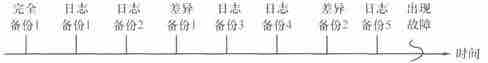 完全 日志 日志 差异 日志 日志 差异 日志 出现
备份1 备份1 备份2 备份1 备份3 备份4 备份2 备份5 故障
时间